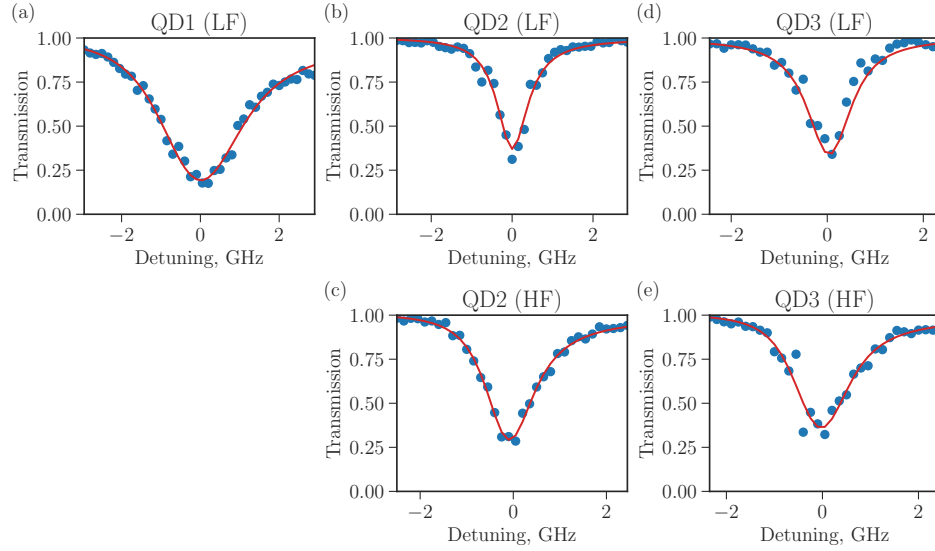 (a)
QD1 (LF)
1.00
0.75
0.50
0.25
0.00
Transmission
−2
0
2
Detuning, GHz
(b)
QD2 (LF)
1.00
0.75
0.50
0.25
0.00
Transmission
−2
0
2
Detuning, GHz
(d)
QD3 (LF)
1.00
0.75
0.50
0.25
0.00
Transmission
−2
0
2
Detuning, GHz
(c)
QD2 (HF)
1.00
0.75
0.50
0.25
0.00
Transmission
−2
0
2
Detuning, GHz
(e)
QD3 (HF)
1.00
0.75
0.50
0.25
0.00
Transmission
−2
0
2
Detuning, GHz